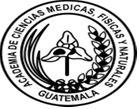 ACADEMIA DE CIENCIAS MEDICAS, FISICAS Y NATURALES
GUATEMALA